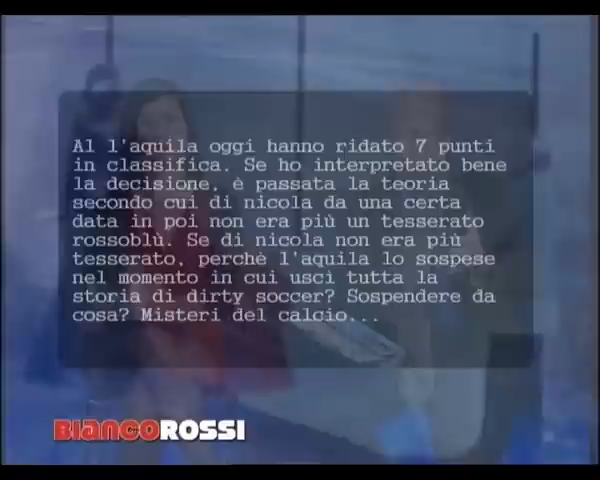 Al l'aquila oggi hanno ridato 7 punti
in classifica. Se ho interpretato bene
la decisione, è passata la teoria
secondo cui di nicola da una certa
data in poi non era più un tesserato
rossoblù. Se di nicola non era più
tesserato, perchè l'aquila lo sospese
nel momento in cui uscì tutta la
storia di dirty soccer? Sospendere da
cosa? Misteri del calcio...
BIANCOROSSI